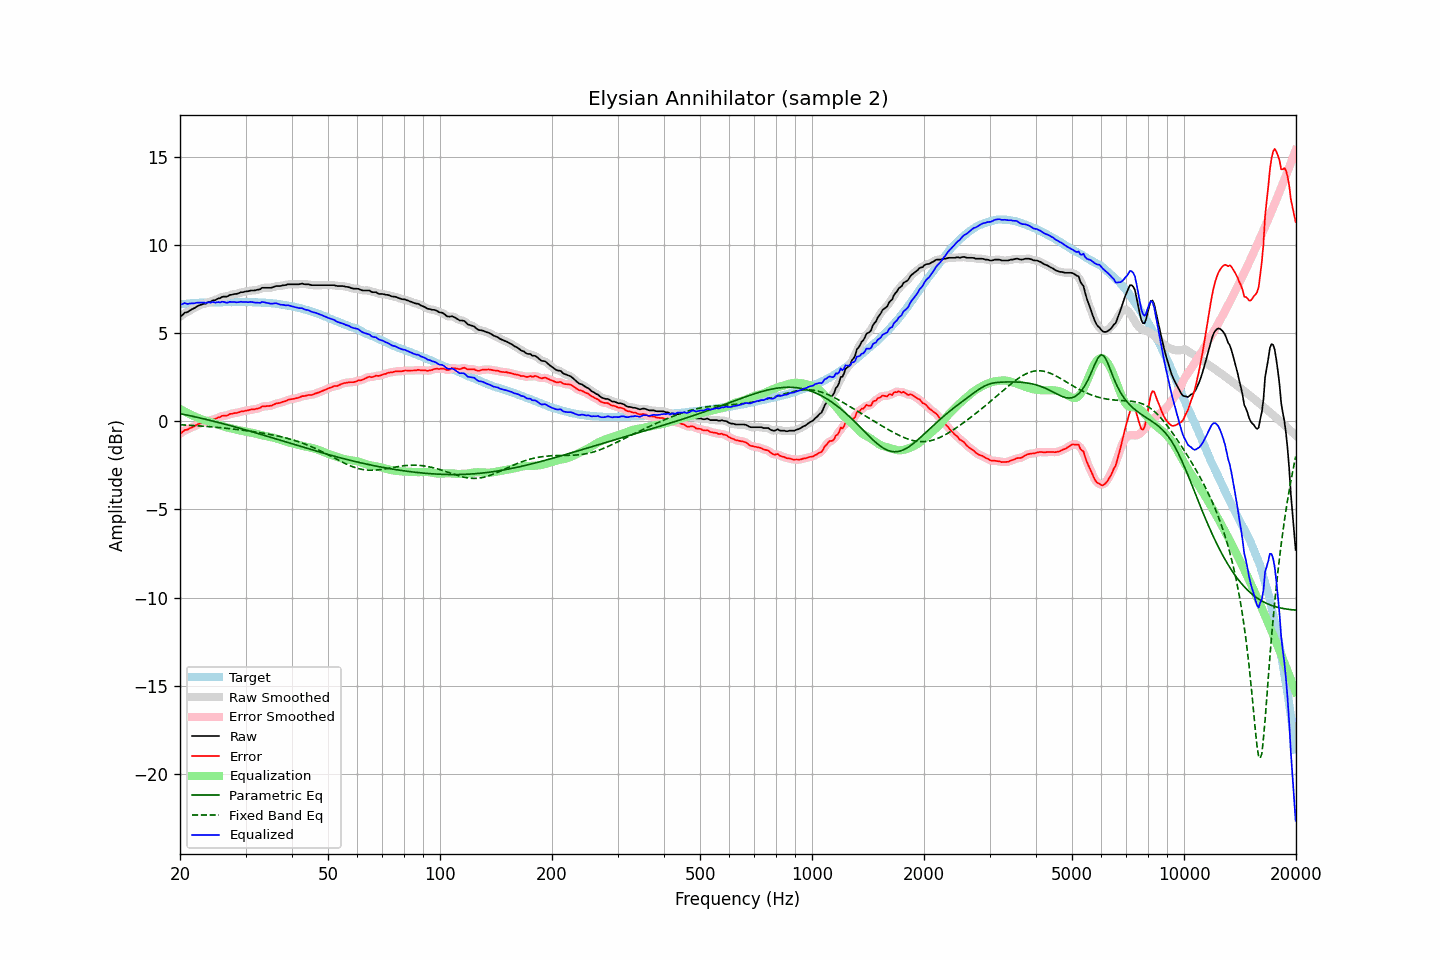 Elysian Annihilator (sample 2)
15
10
5
0
−5
−10
−15
−20
Amplitude (dBr)
Target
Raw Smoothed
Error Smoothed
Raw
Error
Equalization
Parametric Eq
Fixed Band Eq
Equalized
20 50 100 200 500 1000 2000 5000 10000 20000
Frequency (Hz)